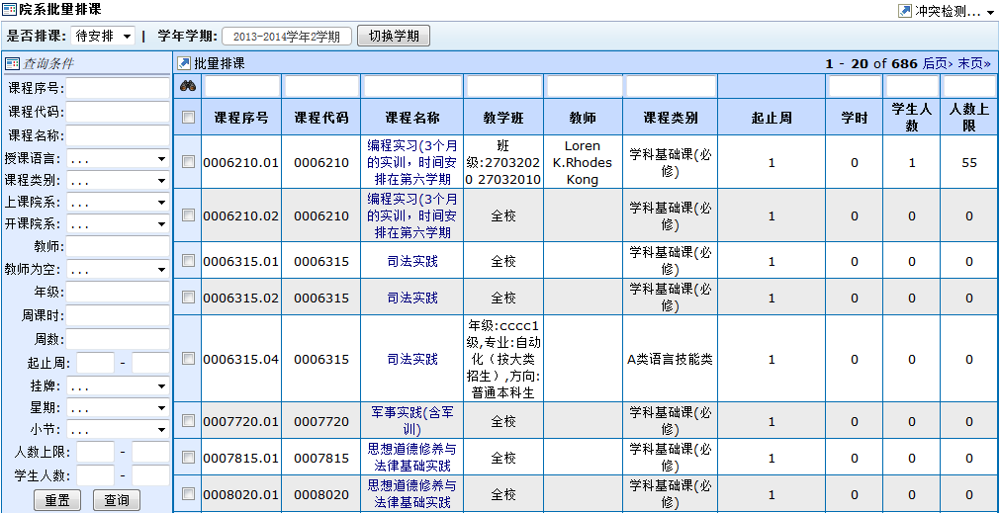 院系批量排课
冲突检测...
是否排课: 待安排 | 学年学期: 2013-2014学年2学期 切换学期
查询条件
课程序号:
课程代码:
课程名称:
授课语言: ...
课程类别: ...
上课院系: ...
开课院系: ...
教师:
教师为空: ...
年级:
周课时:
周数:
起止周: -
挂牌: ...
星期: ...
小节: ...
人数上限: -
学生人数: -
重置 查询
批量排课
1 - 20 of 686 后页› 末页»
课程序号 课程代码 课程名称 教学班 教师 课程类别 起止周 学时 学生人数 人数上限
0006210.01 0006210 编程实习(3个月的实训，时间安排在第六学期 班级:27032020 27032010 Loren K.Rhodes Kong 学科基础课(必修) 1 0 1 55
0006210.02 0006210 编程实习(3个月的实训，时间安排在第六学期 全校 学科基础课(必修) 1 0 0 0
0006315.01 0006315 司法实践 全校 学科基础课(必修) 1 0 0 0
0006315.02 0006315 司法实践 全校 学科基础课(必修) 1 0 0 0
0006315.04 0006315 司法实践 年级:cccc1级,专业:自动化（按大类招生）,方向:普通本科生 A类语言技能类 1 0 0 0
0007720.01 0007720 军事实践(含军训) 全校 学科基础课(必修) 1 0 0 0
0007815.01 0007815 思想道德修养与法律基础实践 全校 学科基础课(必修) 1 0 0 0
0008020.01 0008020 思想道德修养与法律基础实践 全校 学科基础课(必修) 1 0 0 0